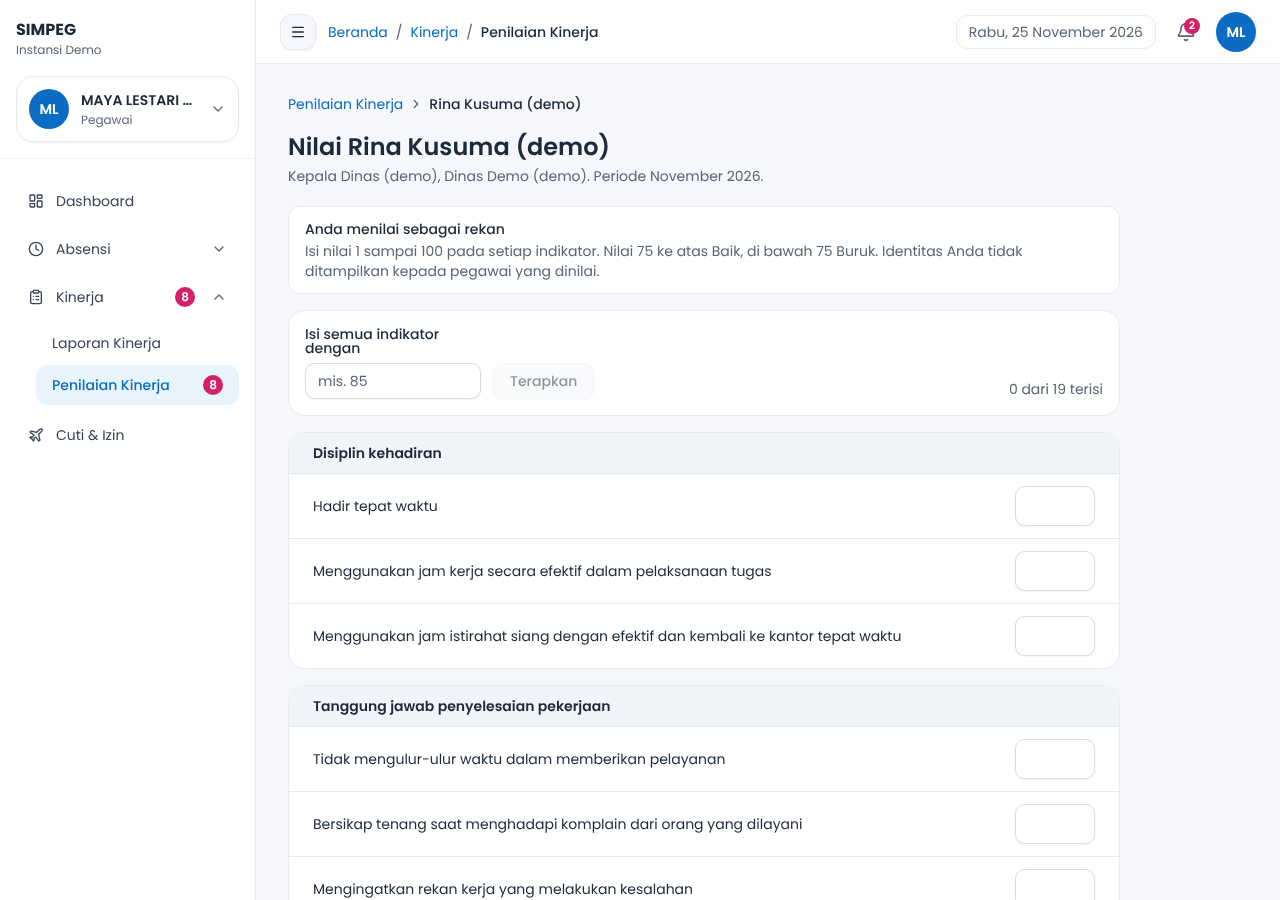 SIMPEG
Instansi Demo
ML
MAYA LESTARI ...
Pegawai
Dashboard
Absensi
Kinerja
8
Laporan Kinerja
Penilaian Kinerja
8
Cuti & Izin
Beranda / Kinerja / Penilaian Kinerja
Rabu, 25 November 2026
2
ML
Penilaian Kinerja > Rina Kusuma (demo)
Nilai Rina Kusuma (demo)
Kepala Dinas (demo), Dinas Demo (demo). Periode November 2026.
Anda menilai sebagai rekan
Isi nilai 1 sampai 100 pada setiap indikator. Nilai 75 ke atas Baik, di bawah 75 Buruk. Identitas Anda tidak
ditampilkan kepada pegawai yang dinilai.
Isi semua indikator
dengan
mis. 85
Terapkan
0 dari 19 terisi
Disiplin kehadiran
Hadir tepat waktu
Menggunakan jam kerja secara efektif dalam pelaksanaan tugas
Menggunakan jam istirahat siang dengan efektif dan kembali ke kantor tepat waktu
Tanggung jawab penyelesaian pekerjaan
Tidak mengulur-ulur waktu dalam memberikan pelayanan
Bersikap tenang saat menghadapi komplain dari orang yang dilayani
Mengingatkan rekan kerja yang melakukan kesalahan